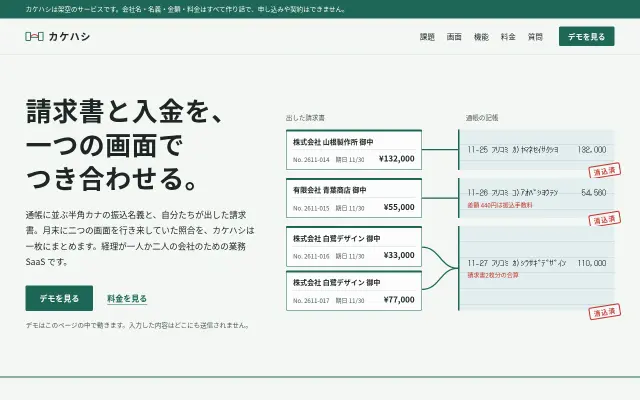 カケハシは架空のサービスです。会社名・名義・金額・料金はすべて作り話で、申し込みや契約はできません。
カケハシ
課題 画面 機能 料金 質問 デモを見る
請求書と入金を、
一つの画面で
つき合わせる。
通帳に並ぶ半角カナの振込名義と、自分たちが出した請求
書。月末に二つの画面を行き来していた照合を、カケハシは
一枚にまとめます。経理が一人か二人の会社のための業務
SaaS です。
デモを見る 料金を見る
デモはこのページの中で動きます。入力した内容はどこにも送信されません。
出した請求書
株式会社 山根製作所 御中
No. 2611-014 期日 11/30 ¥132,000
有限会社 青葉商店 御中
No. 2611-015 期日 11/30 ¥55,000
株式会社 白鷺デザイン 御中
No. 2611-016 期日 11/30 ¥33,000
株式会社 白鷺デザイン 御中
No. 2611-017 期日 11/30 ¥77,000
通帳の記帳
11-25 ﾌﾘｺﾐ ｶ)ﾔﾏﾈｾｲｻｸｼﾖ 132,000
消込済
11-26 ﾌﾘｺﾐ ﾕ)ｱｵﾊﾞｼﾖｳﾃﾝ 54,560
差額 440円は振込手数料
消込済
11-27 ﾌﾘｺﾐ ｶ)ｼﾗｻｷﾞﾃﾞｻﾞｲﾝ 110,000
請求書2枚分の合算
消込済